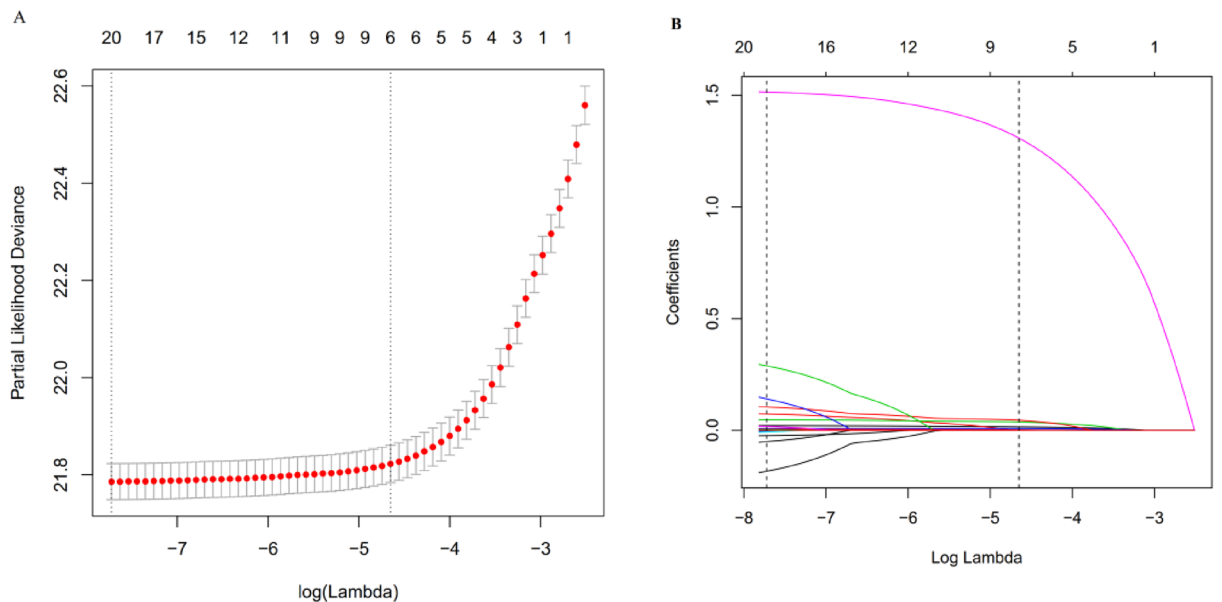 A
20 17 15 12 11 9 9 9 6 6 5 5 4 3 1 1
Partial Likelihood Deviance
22.6
22.4
22.2
22.0
21.8
−7 −6 −5 −4 −3
log(Lambda)
B
20 16 12 9 5 1
Coefficients
1.5
1.0
0.5
0.0
−8 −7 −6 −5 −4 −3
Log Lambda